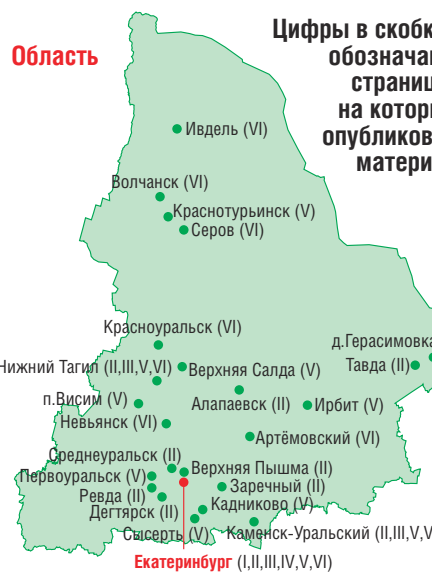 Область
Цифры в скобк
обозначаю
страниц
на котор
опубликов
матери
Ивдель (VI)
Волчанск (VI)
Краснотурьинск (V)
Серов (VI)
Красноуральск (VI)
д.Герасимовка
Нижний Тагил (II,III,V,VI)
Верхняя Салда (V)
Тавда (II)
п.Висим (V)
Алапаевск (II)
Ирбит (V)
Невьянск (VI)
Артёмовский (VI)
Среднеуральск (II)
Верхняя Пышма (II)
Первоуральск (V)
Заречный (II)
Ревда (II)
Кадниково (V)
Дегтярск (II)
Сысерть (V)
Каменск-Уральский (II,III,V,V
Екатеринбург (I,II,III,IV,V,VI)